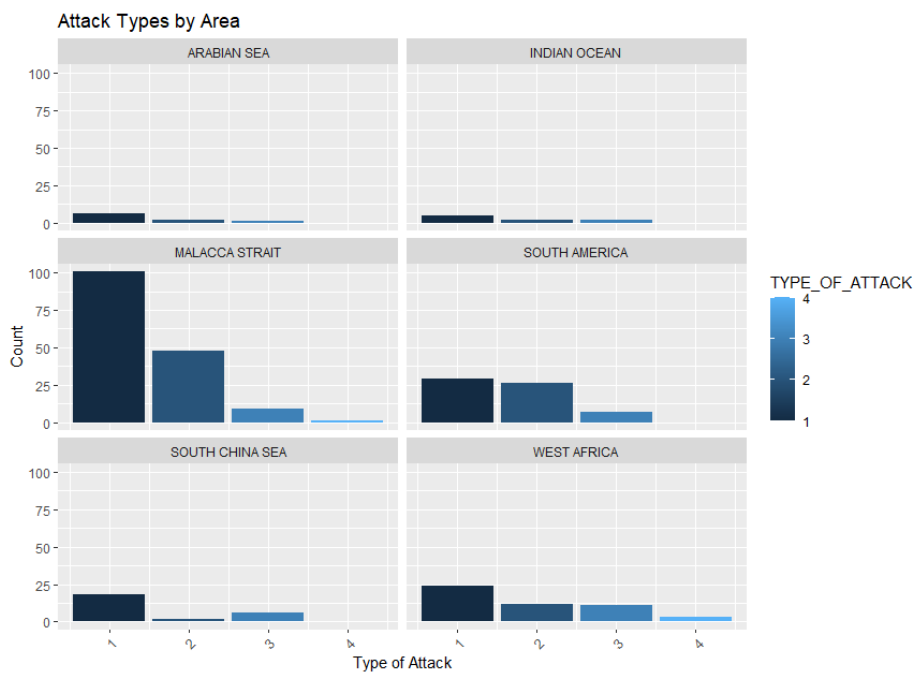 Attack Types by Area
ARABIAN SEA
INDIAN OCEAN
100
75
50
25
0
MALACCA STRAIT
SOUTH AMERICA
100
75
50
25
0
SOUTH CHINA SEA
WEST AFRICA
100
75
50
25
0
Count
1 2 3 4
1 2 3 4
Type of Attack
TYPE_OF_ATTACK
4
3
2
1